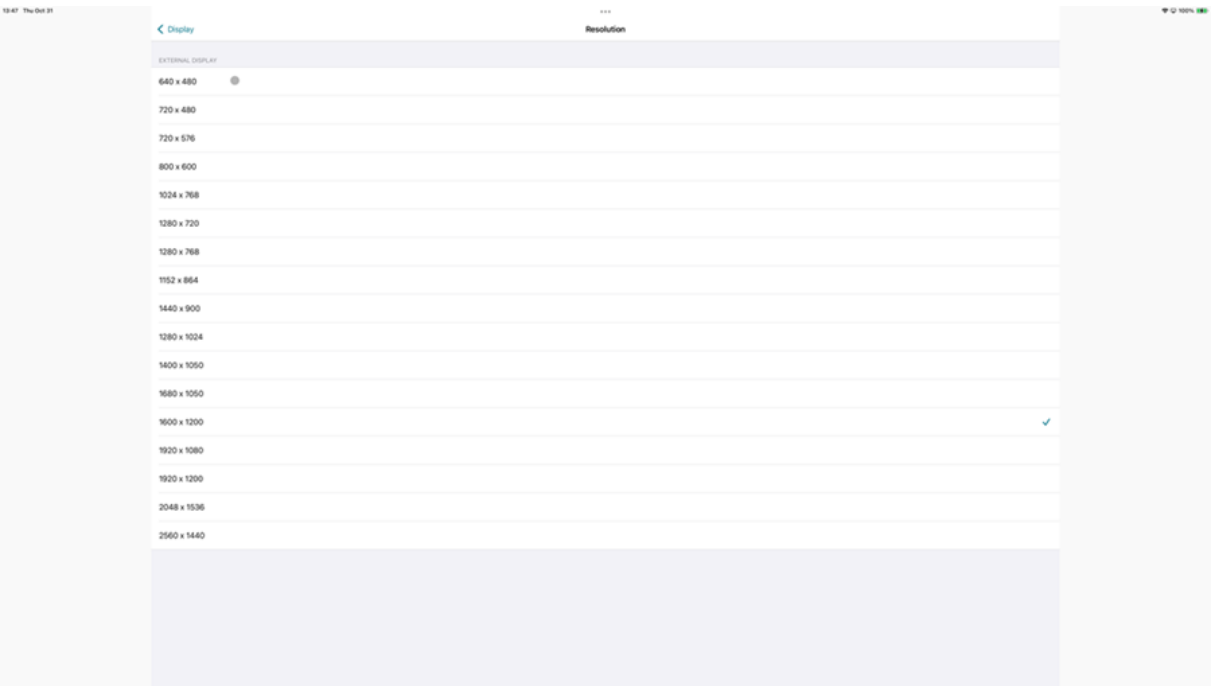 13:47 Thu Oct 31
100%
Display
Resolution
EXTERNAL DISPLAY
640 x 480
720 x 480
720 x 576
800 x 600
1024 x 768
1280 x 720
1280 x 768
1152 x 864
1440 x 900
1280 x 1024
1400 x 1050
1680 x 1050
1600 x 1200
1920 x 1080
1920 x 1200
2048 x 1536
2560 x 1440